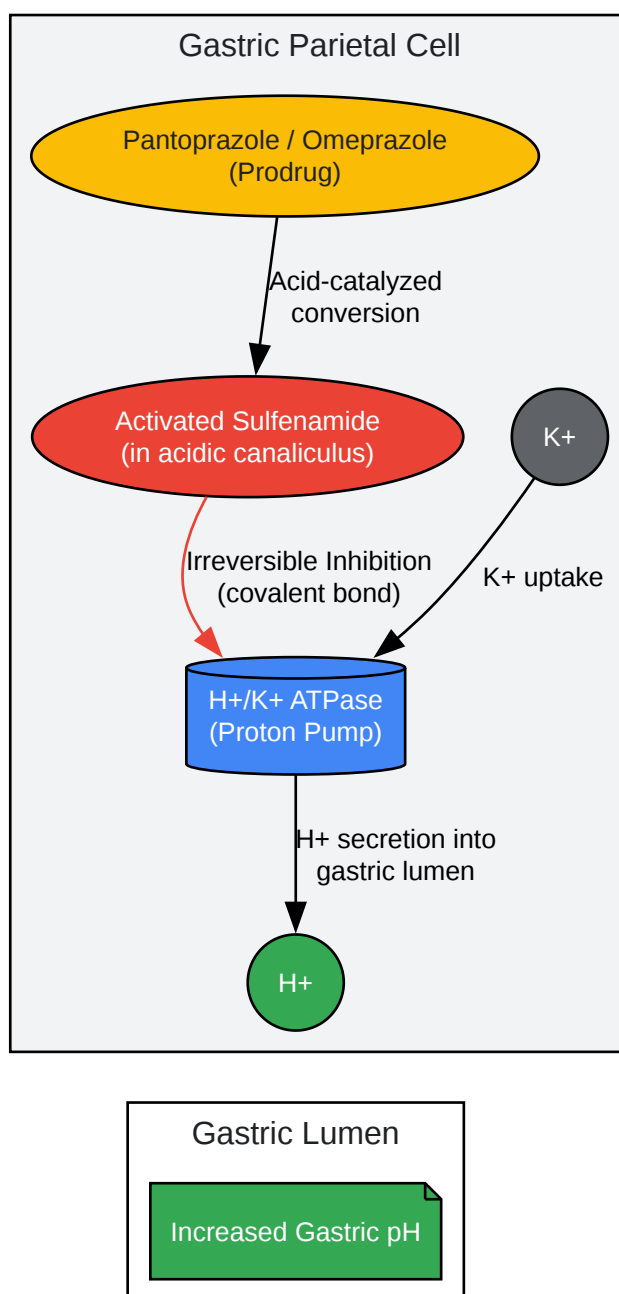 Gastric Parietal Cell
Pantoprazole / Omeprazole
(Prodrug)
Acid-catalyzed
conversion
Activated Sulfenamide
(in acidic canaliculus)
K+
Irreversible Inhibition
(covalent bond)
K+ uptake
H+/K+ ATPase
(Proton Pump)
H+ secretion into
gastric lumen
H+
Gastric Lumen
Increased Gastric pH